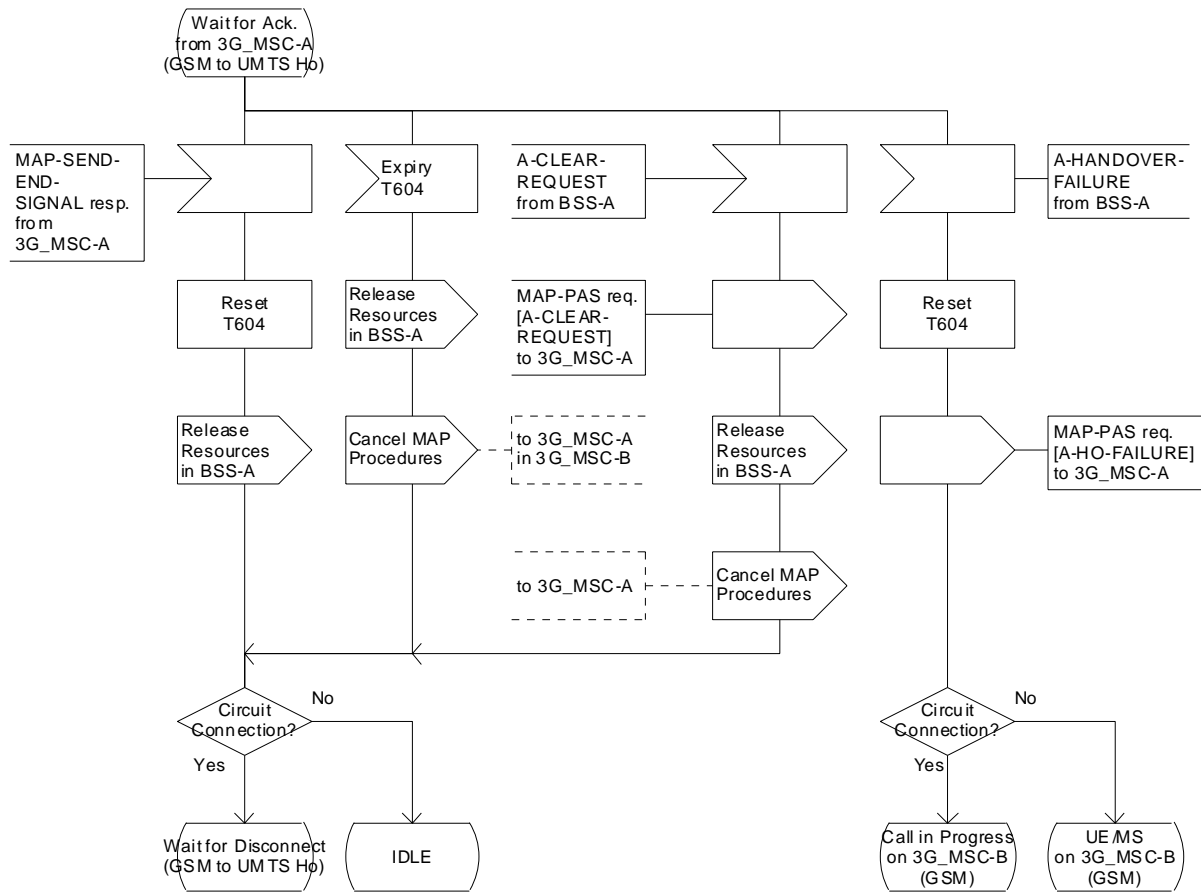 Wait for Ack.
from 3G_MSC-A
(GSM to UMTS Ho)
MAP-SEND-
END-
SIGNAL resp.
from
3G_MSC-A
Expiry
T604
A-CLEAR-
REQUEST
from BSS-A
A-HANDOVER-
FAILURE
from BSS-A
Reset
T604
Release
Resources
in BSS-A
MAP-PAS req.
[A-CLEAR-
REQUEST]
to 3G_MSC-A
Reset
T604
Release
Resources
in BSS-A
Cancel MAP
Procedures
to 3G_MSC-A
in 3G_MSC-B
Release
Resources
in BSS-A
MAP-PAS req.
[A-HO-FAILURE]
to 3G_MSC-A
to 3G_MSC-A
Cancel MAP
Procedures
Circuit
Connection?
No
Yes
Circuit
Connection?
No
Yes
Wait for Disconnect
(GSM to UMTS Ho)
IDLE
Call in Progress
on 3G_MSC-B
(GSM)
UE/MS
on 3G_MSC-B
(GSM)